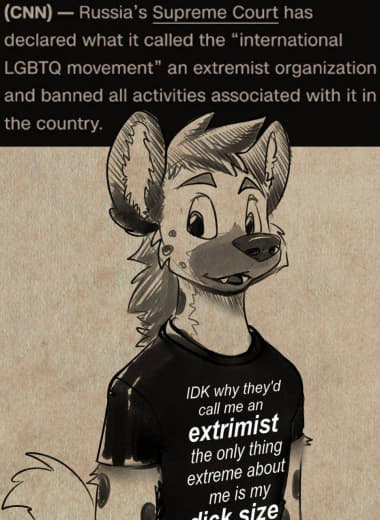 (CNN) — Russia's Supreme Court has
declared what it called the "international
LGBTQ movement" an extremist organization
and banned all activities associated with it in
the country.
IDK why they'd
call me an
extrimist
the only thing
extreme about
me is my
dick size